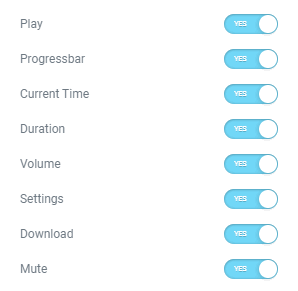 Play YES
Progressbar YES
Current Time YES
Duration YES
Volume YES
Settings YES
Download YES
Mute YES